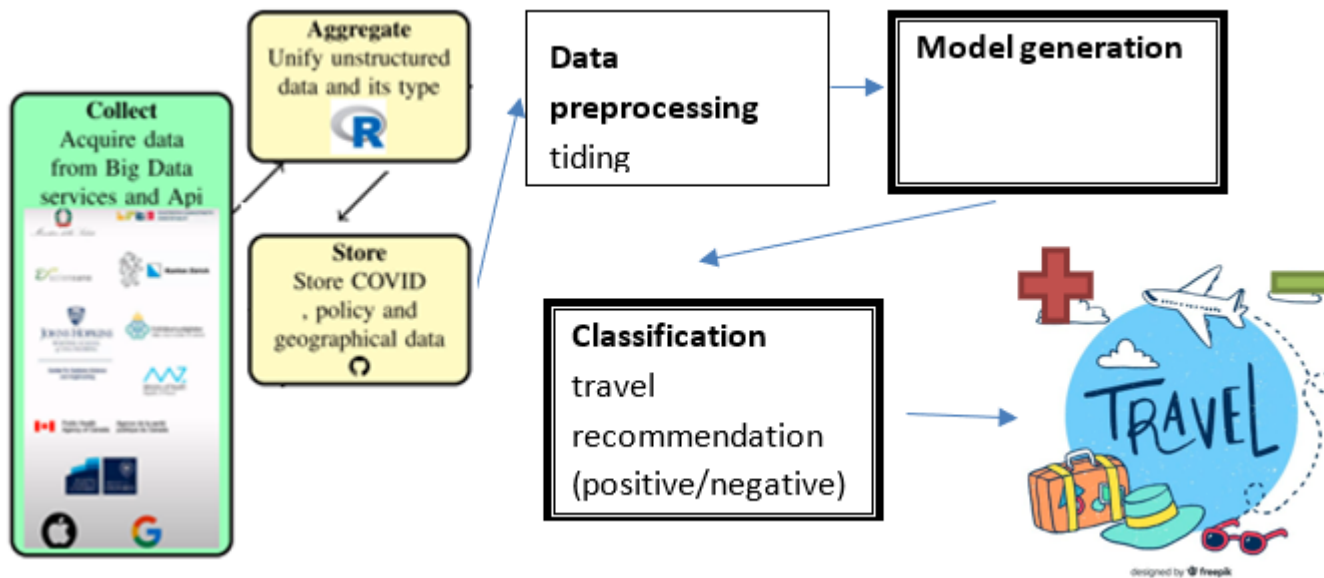 Collect
Acquire data
from Big Data
services and Api
JOHNS HOPKINS
Aggregate
Unify unstructured
data and its type
R
Store
Store COVID
, policy and
geographical data
Data
preprocessing
tiding
Model generation
Classification
travel
recommendation
(positive/negative)
TRAVEL
designed by freepik